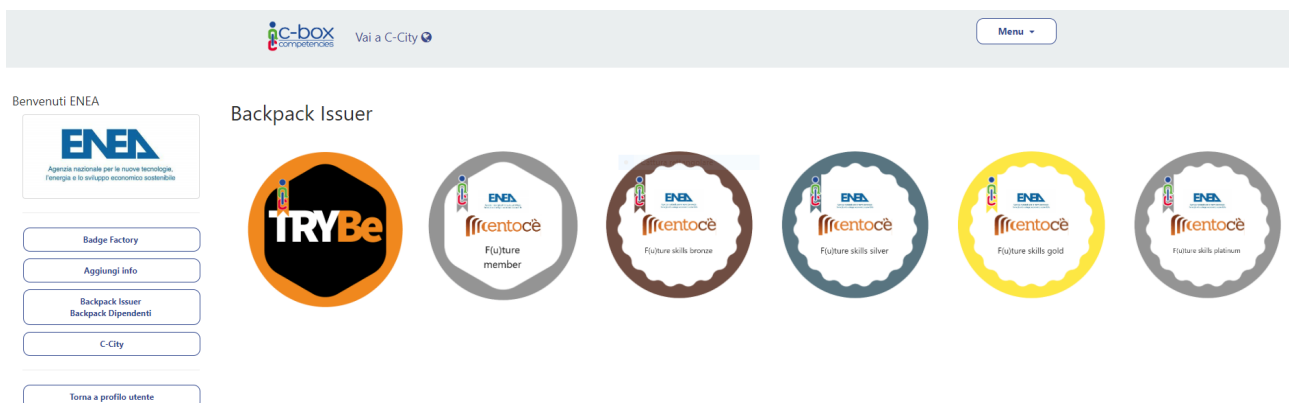 c-box
competencies
Vai a C-City
Menu
Benvenuti ENEA
ENEA
Agenzia nazionale per le nuove tecnologie,
l'energia e lo sviluppo economico sostenibile
Badge Factory
Aggiungi info
Backpack Issuer
Backpack Dipendenti
C-City
Torna a profilo utente
Backpack Issuer
TRYBe
ENEA
centocè
F(u)ture
member
ENEA
centocè
F(u)ture skills bronze
ENEA
centocè
F(u)ture skills silver
ENEA
centocè
F(u)ture skills gold
ENEA
centocè
F(u)ture skills platinum